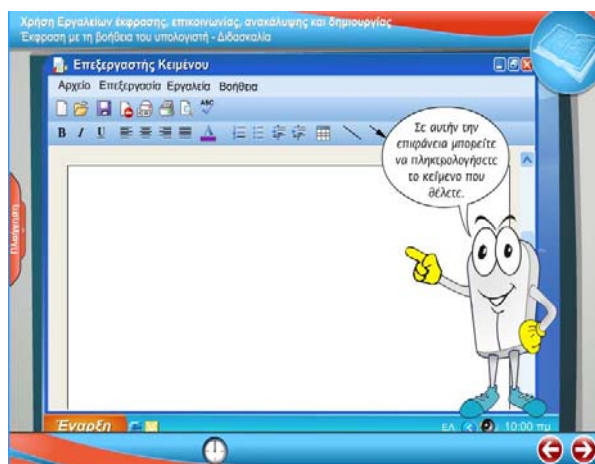 Χρήση Εργαλείων έκφρασης, επικοινωνίας, ανακάλυψης και δημιουργίας
Έκφραση με τη βοήθεια του υπολογιστή - Διδασκαλία
Επεξεργαστής Κειμένου
Αρχείο Επεξεργασία Εργαλεία Βοήθεια
ABC
B I U A
Σε αυτήν την
επιφάνεια μπορείτε
να πληκτρολογήσετε
το κείμενο που
θέλετε.
Πλοήγηση
Έναρξη
ΕΛ 10:00 πμ